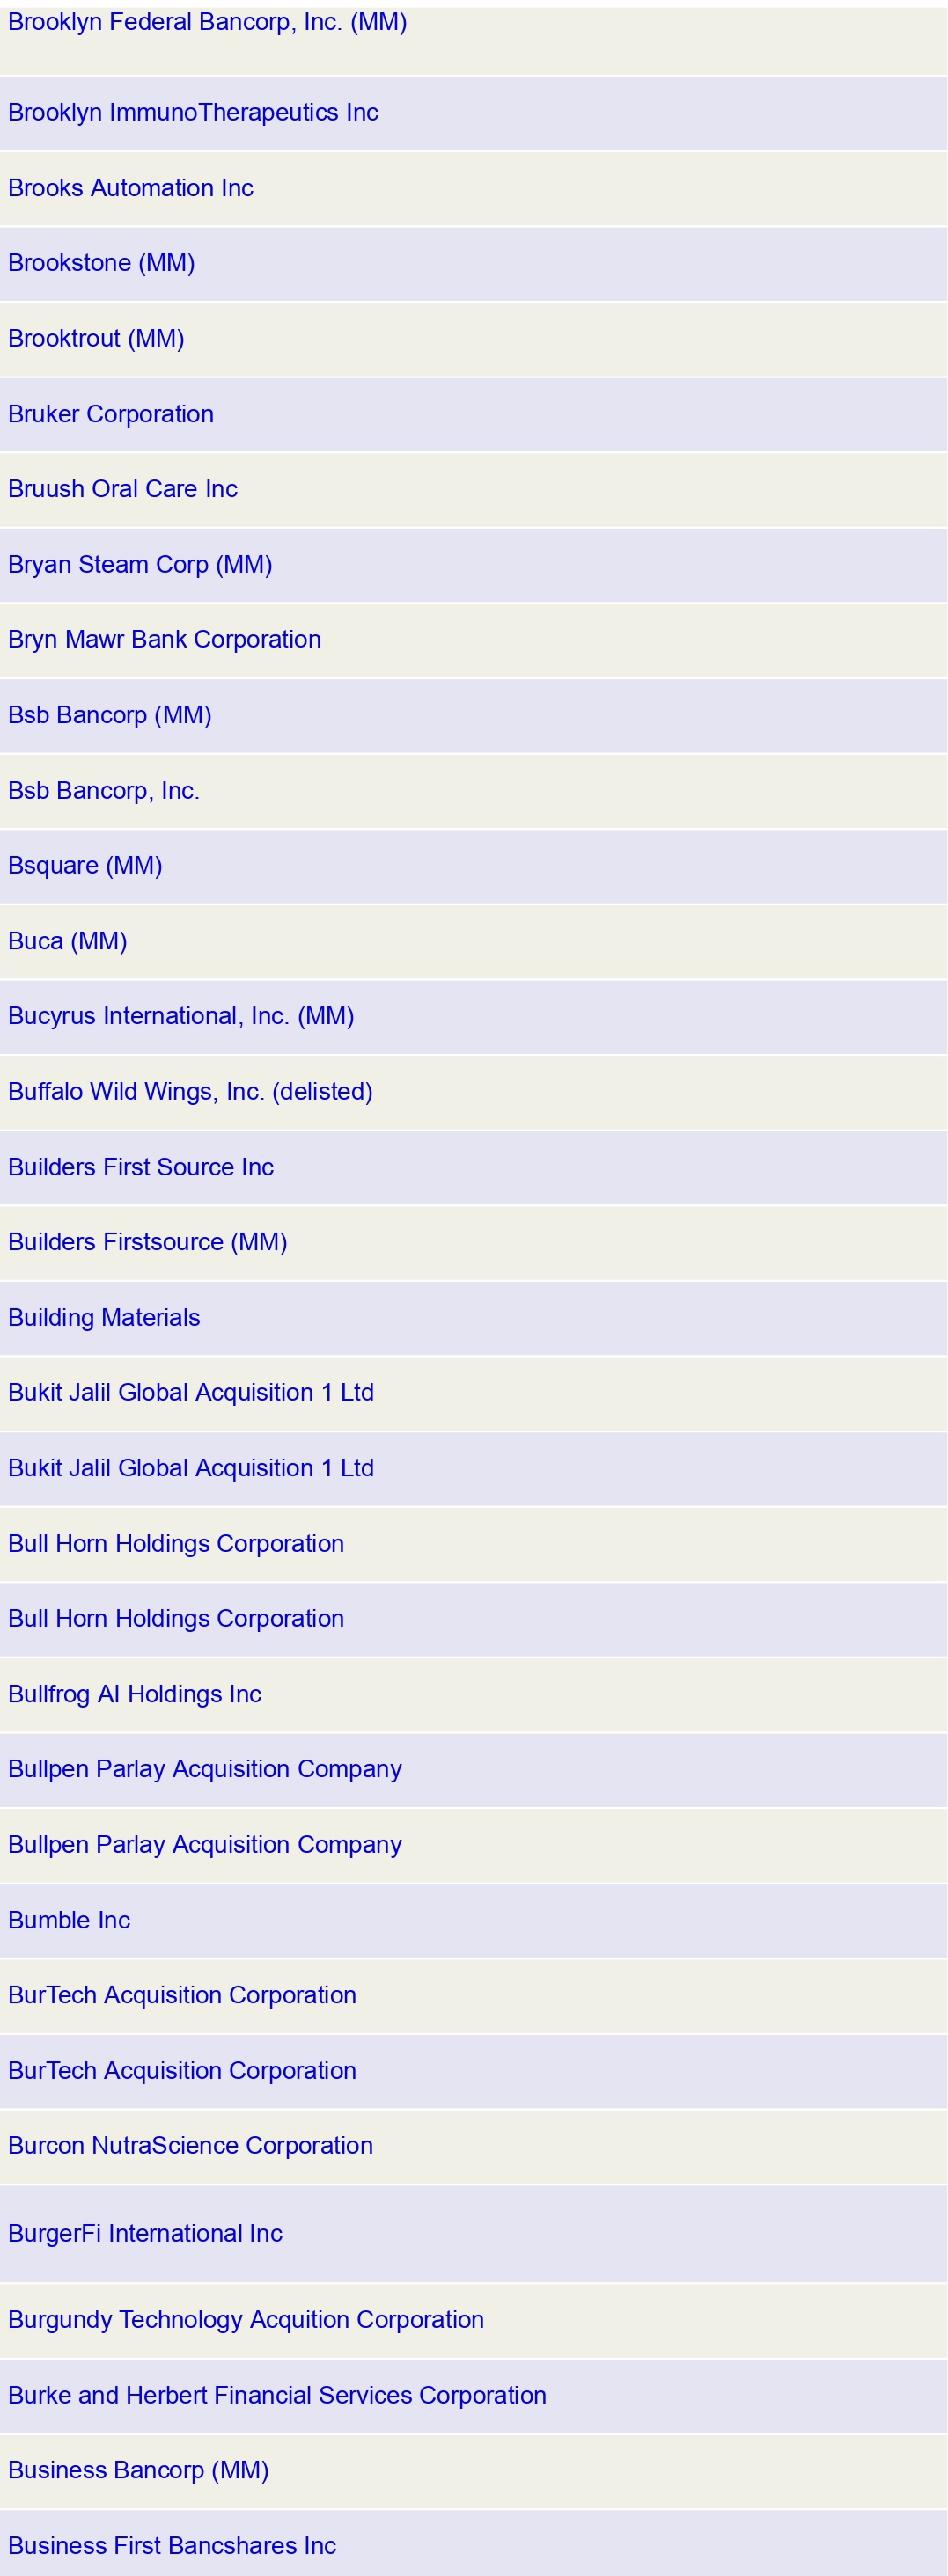 Brooklyn Federal Bancorp, Inc. (MM)
Brooklyn ImmunoTherapeutics Inc
Brooks Automation Inc
Brookstone (MM)
Brooktrout (MM)
Bruker Corporation
Bruush Oral Care Inc
Bryan Steam Corp (MM)
Bryn Mawr Bank Corporation
Bsb Bancorp (MM)
Bsb Bancorp, Inc.
Bsquare (MM)
Buca (MM)
Bucyrus International, Inc. (MM)
Buffalo Wild Wings, Inc. (delisted)
Builders First Source Inc
Builders Firstsource (MM)
Building Materials
Bukit Jalil Global Acquisition 1 Ltd
Bukit Jalil Global Acquisition 1 Ltd
Bull Horn Holdings Corporation
Bull Horn Holdings Corporation
Bullfrog AI Holdings Inc
Bullpen Parlay Acquisition Company
Bullpen Parlay Acquisition Company
Bumble Inc
BurTech Acquisition Corporation
BurTech Acquisition Corporation
Burcon NutraScience Corporation
BurgerFi International Inc
Burgundy Technology Acquition Corporation
Burke and Herbert Financial Services Corporation
Business Bancorp (MM)
Business First Bancshares Inc